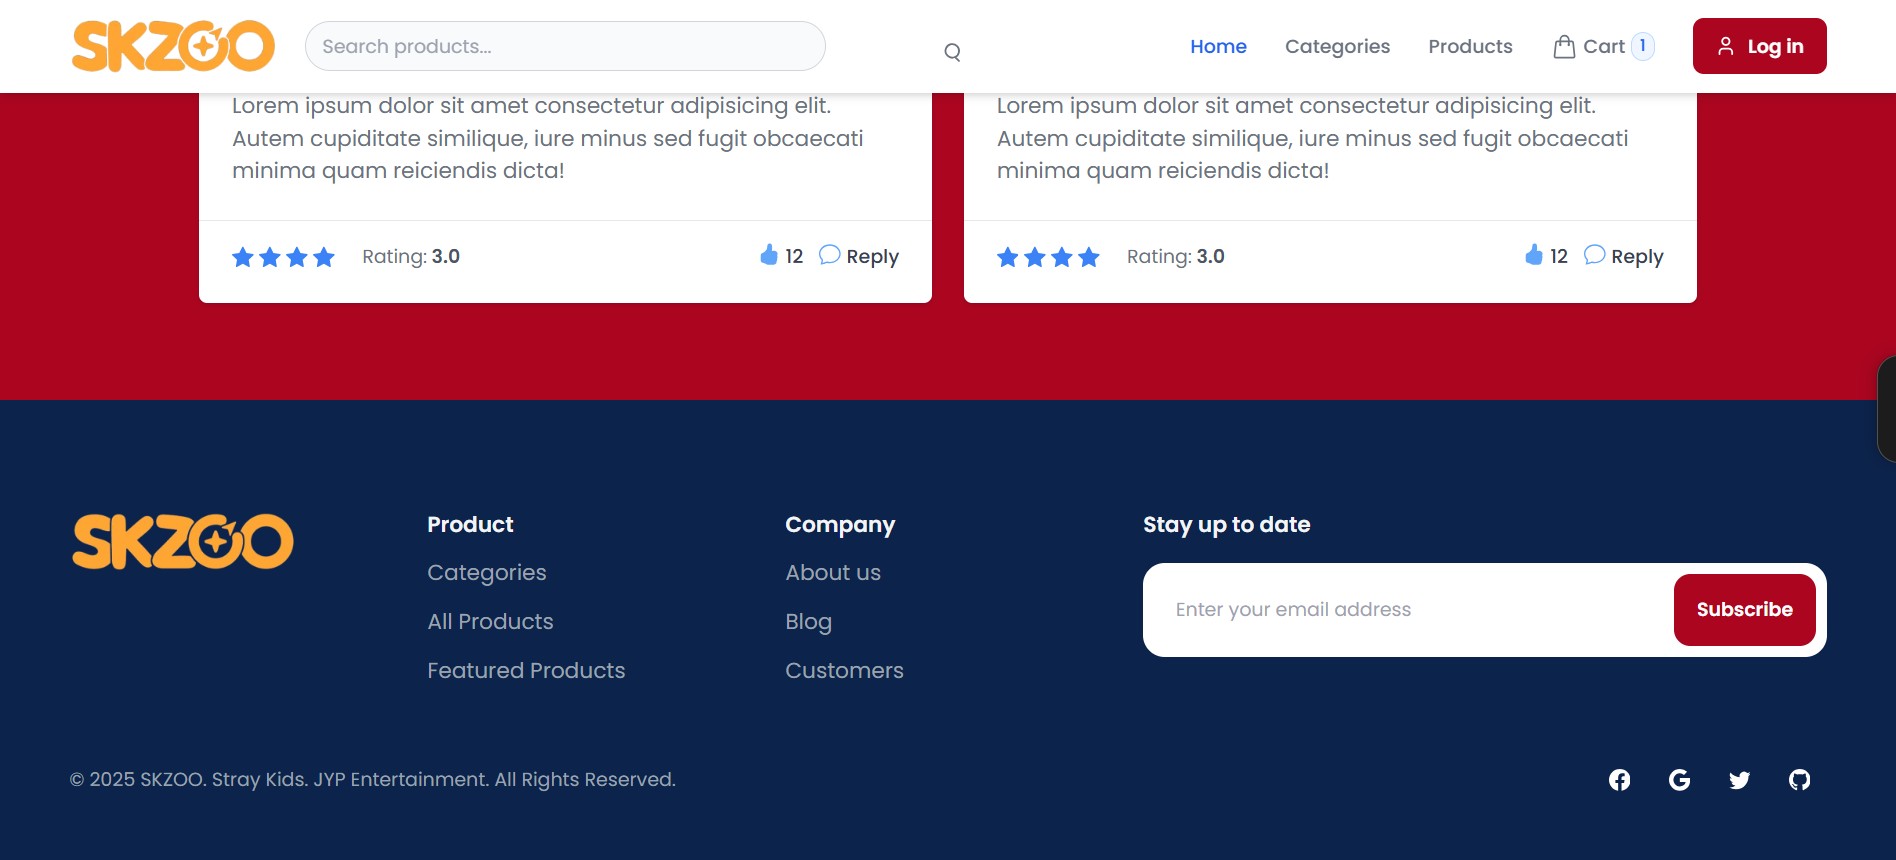 SKZOO
Search products...
Home
Categories
Products
Cart 1
Log in
Lorem ipsum dolor sit amet consectetur adipisicing elit.
Autem cupiditate similique, iure minus sed fugit obcaecati
minima quam reiciendis dicta!
Rating: 3.0
12
Reply
Lorem ipsum dolor sit amet consectetur adipisicing elit.
Autem cupiditate similique, iure minus sed fugit obcaecati
minima quam reiciendis dicta!
Rating: 3.0
12
Reply
SKZOO
Product
Categories
All Products
Featured Products
Company
About us
Blog
Customers
Stay up to date
Enter your email address
Subscribe
© 2025 SKZOO. Stray Kids. JYP Entertainment. All Rights Reserved.